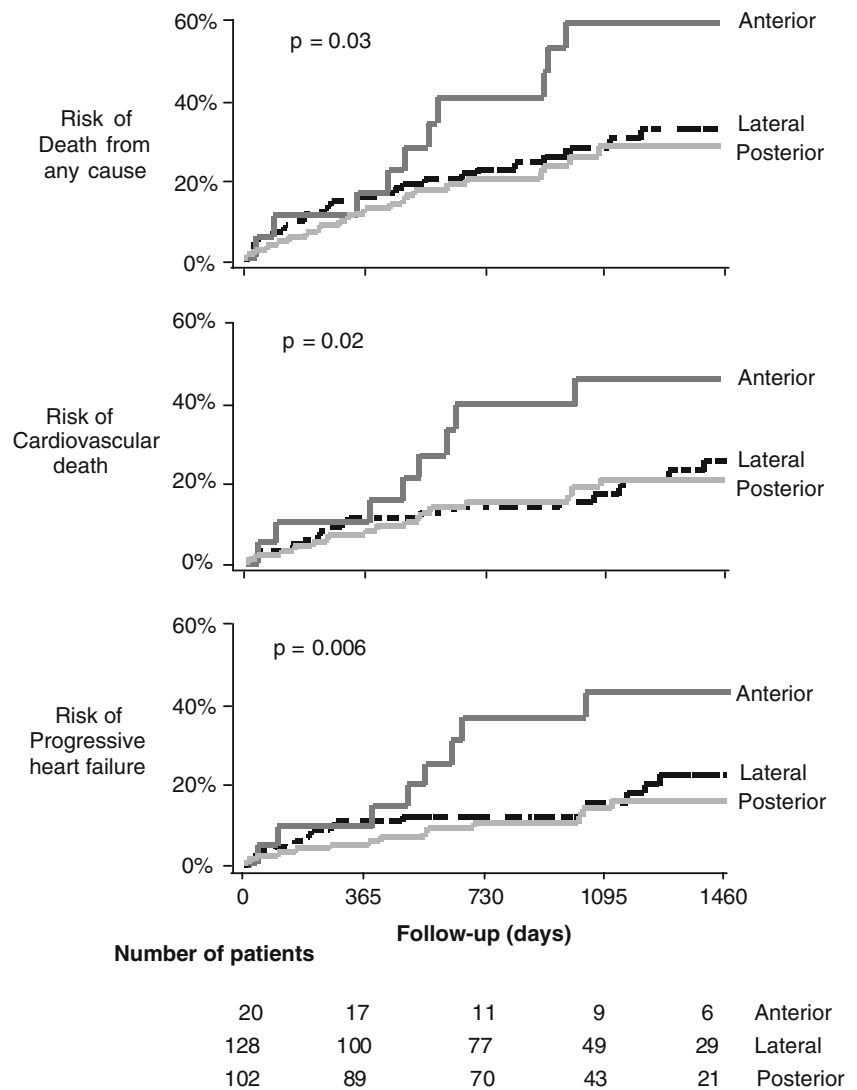 60%
p = 0.03
Anterior
40%
Risk of
Death from
any cause
Lateral
Posterior
20%
0%
60%
p = 0.02
Anterior
40%
Risk of
Cardiovascular
death
Lateral
Posterior
20%
0%
60%
p = 0.006
Anterior
40%
Risk of
Progressive
heart failure
Lateral
Posterior
20%
0%
0 365 730 1095 1460
Follow-up (days)
Number of patients
20 17 11 9 6 Anterior
128 100 77 49 29 Lateral
102 89 70 43 21 Posterior